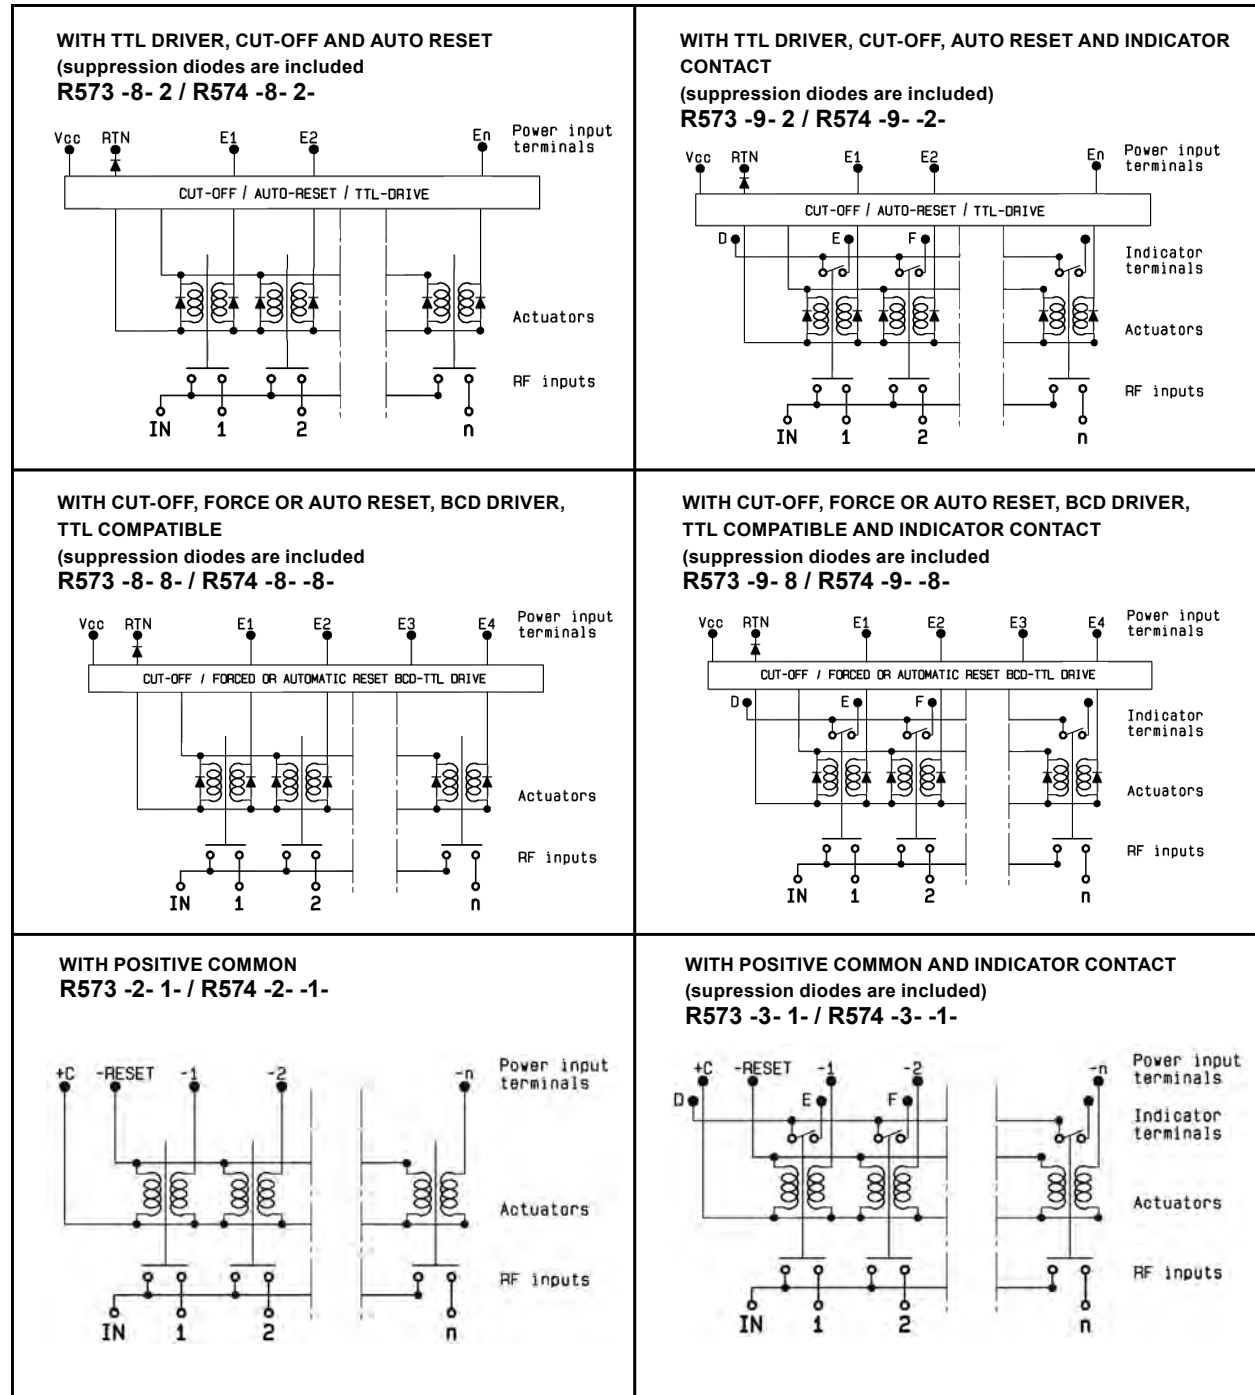 WITH TTL DRIVER, CUT-OFF AND AUTO RESET
(suppression diodes are included
R573 -8- 2 / R574 -8- 2-
Vcc RTN E1 E2 En Power input
terminals
CUT-OFF / AUTO-RESET / TTL-DRIVE
Actuators
RF inputs
IN 1 2 n
WITH TTL DRIVER, CUT-OFF, AUTO RESET AND INDICATOR
CONTACT
(suppression diodes are included)
R573 -9- 2 / R574 -9- -2-
Vcc RTN E1 E2 En Power input
terminals
CUT-OFF / AUTO-RESET / TTL-DRIVE
D E F Indicator
terminals
Actuators
RF inputs
IN 1 2 n
WITH CUT-OFF, FORCE OR AUTO RESET, BCD DRIVER,
TTL COMPATIBLE
(suppression diodes are included
R573 -8- 8- / R574 -8- -8-
Vcc RTN E1 E2 E3 E4 Power input
terminals
CUT-OFF / FORCED OR AUTOMATIC RESET BCD-TTL DRIVE
Actuators
RF inputs
IN 1 2 n
WITH CUT-OFF, FORCE OR AUTO RESET, BCD DRIVER,
TTL COMPATIBLE AND INDICATOR CONTACT
(suppression diodes are included
R573 -9- 8 / R574 -9- -8-
Vcc RTN E1 E2 E3 E4 Power input
terminals
CUT-OFF / FORCED OR AUTOMATIC RESET BCD-TTL DRIVE
D E F Indicator
terminals
Actuators
RF inputs
IN 1 2 n
WITH POSITIVE COMMON
R573 -2- 1- / R574 -2- -1-
+C -RESET -1 -2 -n Power input
terminals
Actuators
RF inputs
IN 1 2 n
WITH POSITIVE COMMON AND INDICATOR CONTACT
(supression diodes are included)
R573 -3- 1- / R574 -3- -1-
+C -RESET -1 -2 -n Power input
terminals
D E F Indicator
terminals
Actuators
RF inputs
IN 1 2 n